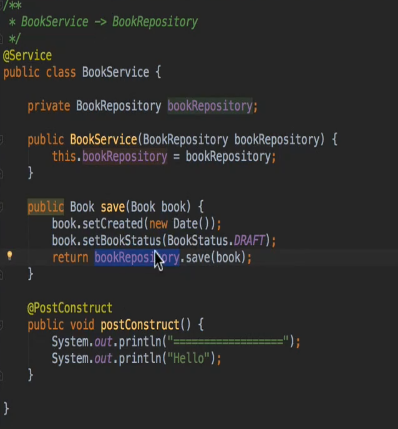 /**
 * BookService -> BookRepository
 */
@Service
public class BookService {
    private BookRepository bookRepository;
    public BookService(BookRepository bookRepository) {
        this.bookRepository = bookRepository;
    }
    public Book save(Book book) {
        book.setCreated(new Date());
        book.setBookStatus(BookStatus.DRAFT);
        return bookRepository.save(book);
    }
    @PostConstruct
    public void postConstruct() {
        System.out.println("==================");
        System.out.println("Hello");
    }
}